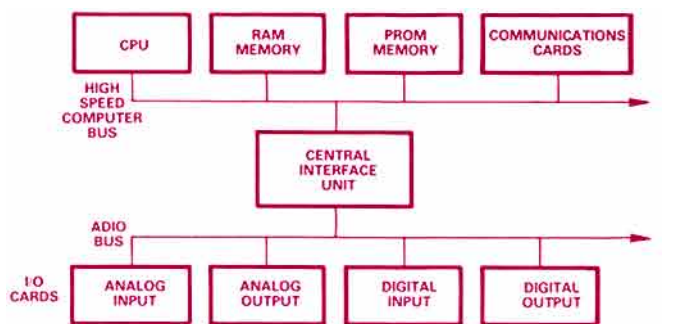 CPU
RAM
MEMORY
PROM
MEMORY
COMMUNICATIONS
CARDS
HIGH
SPEED
COMPUTER
BUS
CENTRAL
INTERFACE
UNIT
ADIO
BUS
I/O
CARDS
ANALOG
INPUT
ANALOG
OUTPUT
DIGITAL
INPUT
DIGITAL
OUTPUT